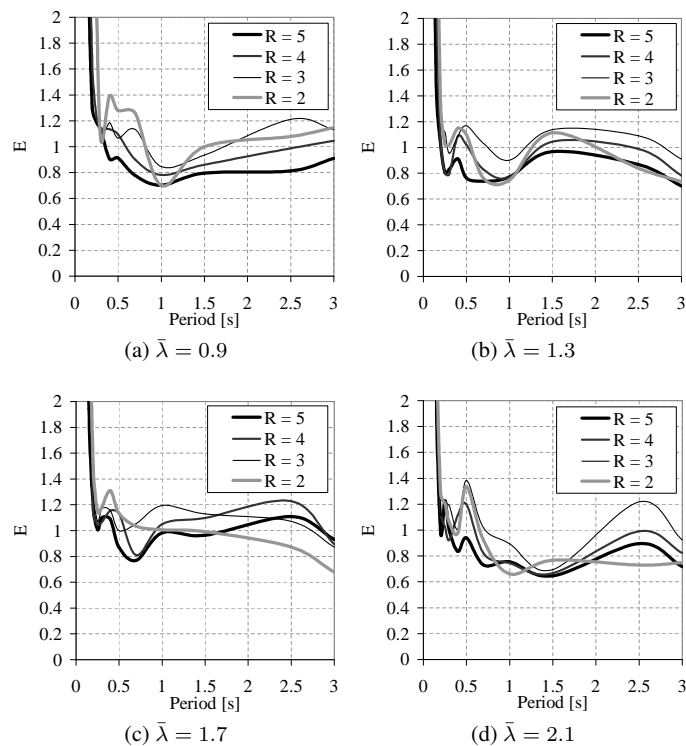 2
1.8
1.6
1.4
1.2
1
0.8
0.6
0.4
0.2
0
E
R = 5
R = 4
R = 3
R = 2
0 0.5 1 1.5 2 2.5 3
Period [s]
(a) λ̄ = 0.9
2
1.8
1.6
1.4
1.2
1
0.8
0.6
0.4
0.2
0
E
R = 5
R = 4
R = 3
R = 2
0 0.5 1 1.5 2 2.5 3
Period [s]
(b) λ̄ = 1.3
2
1.8
1.6
1.4
1.2
1
0.8
0.6
0.4
0.2
0
E
R = 5
R = 4
R = 3
R = 2
0 0.5 1 1.5 2 2.5 3
Period [s]
(c) λ̄ = 1.7
2
1.8
1.6
1.4
1.2
1
0.8
0.6
0.4
0.2
0
E
R = 5
R = 4
R = 3
R = 2
0 0.5 1 1.5 2 2.5 3
Period [s]
(d) λ̄ = 2.1